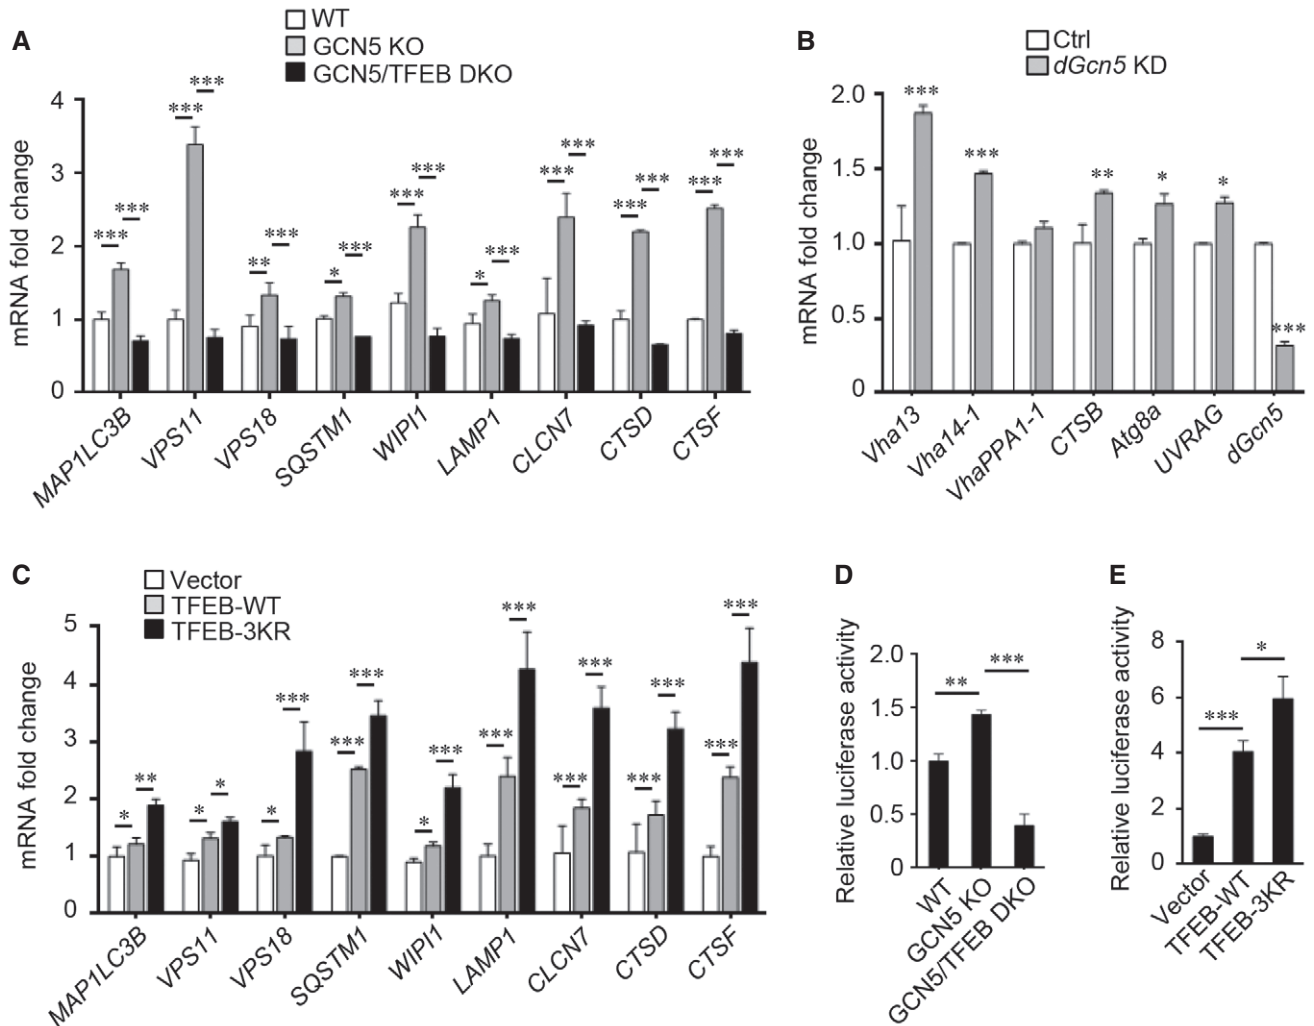 A
WT
GCN5 KO
GCN5/TFEB DKO
mRNA fold change
4
3
2
1
0
*** *** *** *** ** *** * *** *** *** * *** *** *** *** *** *** ***
MAP1LC3B VPS11 VPS18 SQSTM1 WIPI1 LAMP1 CLCN7 CTSD CTSF
B
Ctrl
dGcn5 KD
mRNA fold change
2.0
1.5
1.0
0.5
0
*** *** ** * * ***
Vha13 Vha14-1 VhaPPA1-1 CTSB Atg8a UVRAG dGcn5
C
Vector
TFEB-WT
TFEB-3KR
mRNA fold change
5
4
3
2
1
0
* ** * * * *** *** *** * *** *** *** *** *** *** *** *** ***
MAP1LC3B VPS11 VPS18 SQSTM1 WIPI1 LAMP1 CLCN7 CTSD CTSF
D
Relative luciferase activity
2.0
1.5
1.0
0.5
0
** ***
WT GCN5 KO GCN5/TFEB DKO
E
Relative luciferase activity
8
6
4
2
0
*** *
Vector TFEB-WT TFEB-3KR